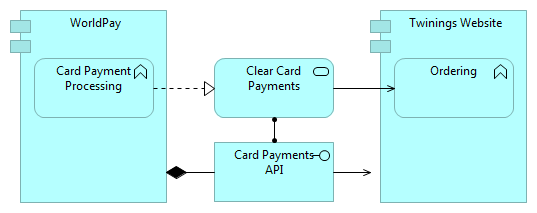 WorldPay
Twinings Website
Card Payment
Processing
Clear Card
Payments
Ordering
Card Payments
API